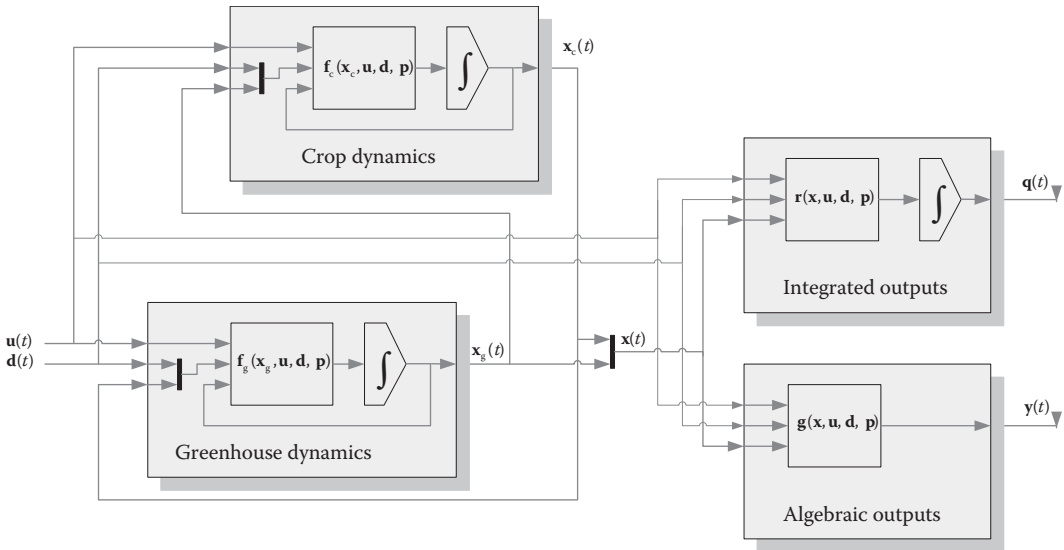 x_c(t)
f_c(x_c, u, d, p)
∫
Crop dynamics
r(x, u, d, p)
∫
q(t)
Integrated outputs
u(t)
d(t)
f_g(x_g, u, d, p)
∫
x_g(t)
x(t)
Greenhouse dynamics
g(x, u, d, p)
y(t)
Algebraic outputs